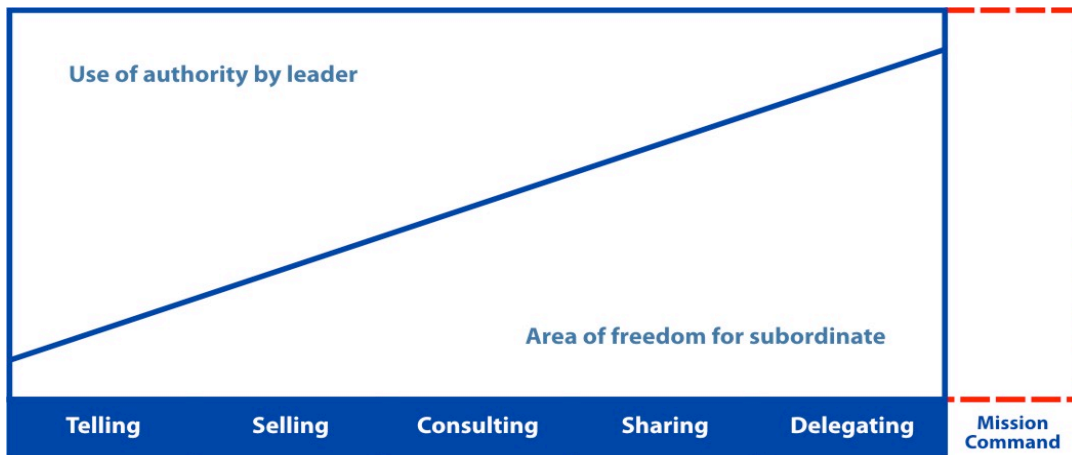 Use of authority by leader
Area of freedom for subordinate
Telling Selling Consulting Sharing Delegating
Mission
Command